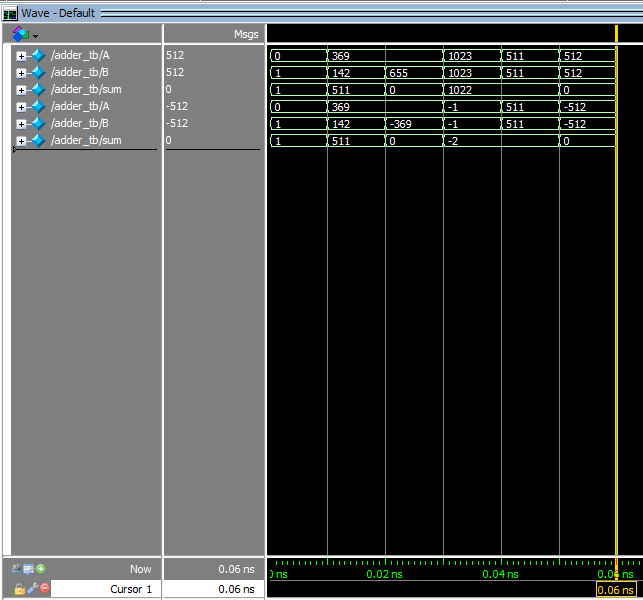 Wave - Default
Msgs
/adder_tb/A 512 0 369 1023 511 512
/adder_tb/B 512 1 142 655 1023 511 512
/adder_tb/sum 0 1 511 0 1022 0
/adder_tb/A -512 0 369 -1 511 -512
/adder_tb/B -512 1 142 -369 -1 511 -512
/adder_tb/sum 0 1 511 0 -2 0
Now 0.06 ns 0 ns 0.02 ns 0.04 ns 0.06 ns
Cursor 1 0.06 ns 0.06 ns